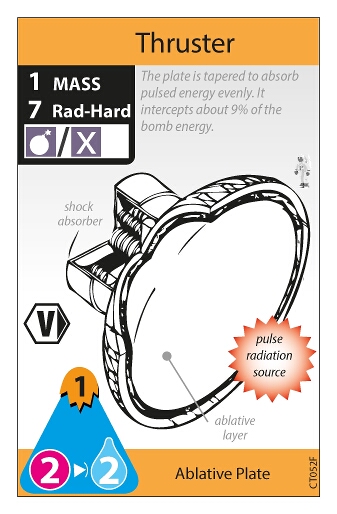 Thruster
1 MASS
7 Rad-Hard
/ X
The plate is tapered to absorb
pulsed energy evenly. It
intercepts about 9% of the
bomb energy.
shock
absorber
V
pulse
radiation
source
ablative
layer
1
2 2
Ablative Plate
CT052F